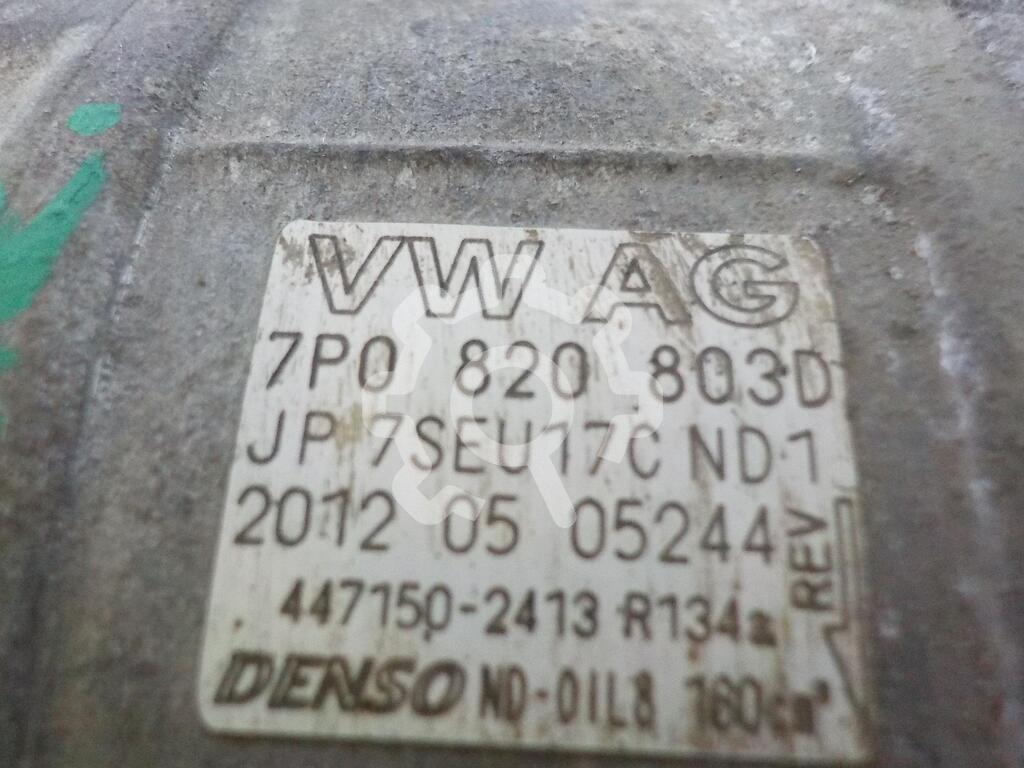 VW AG
7P0 820 803D
JP 7SEU17C ND1
2012 05 05244
REV
447150-2413 R134a
DENSO ND-OIL8 160cm³